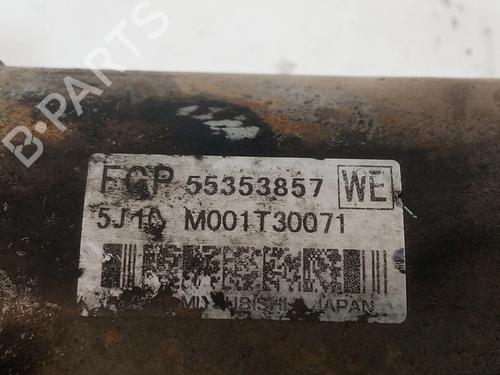 B-PARTS
FGP 55353857 WE
5J10 M001T30071
MITSUBISHI JAPAN